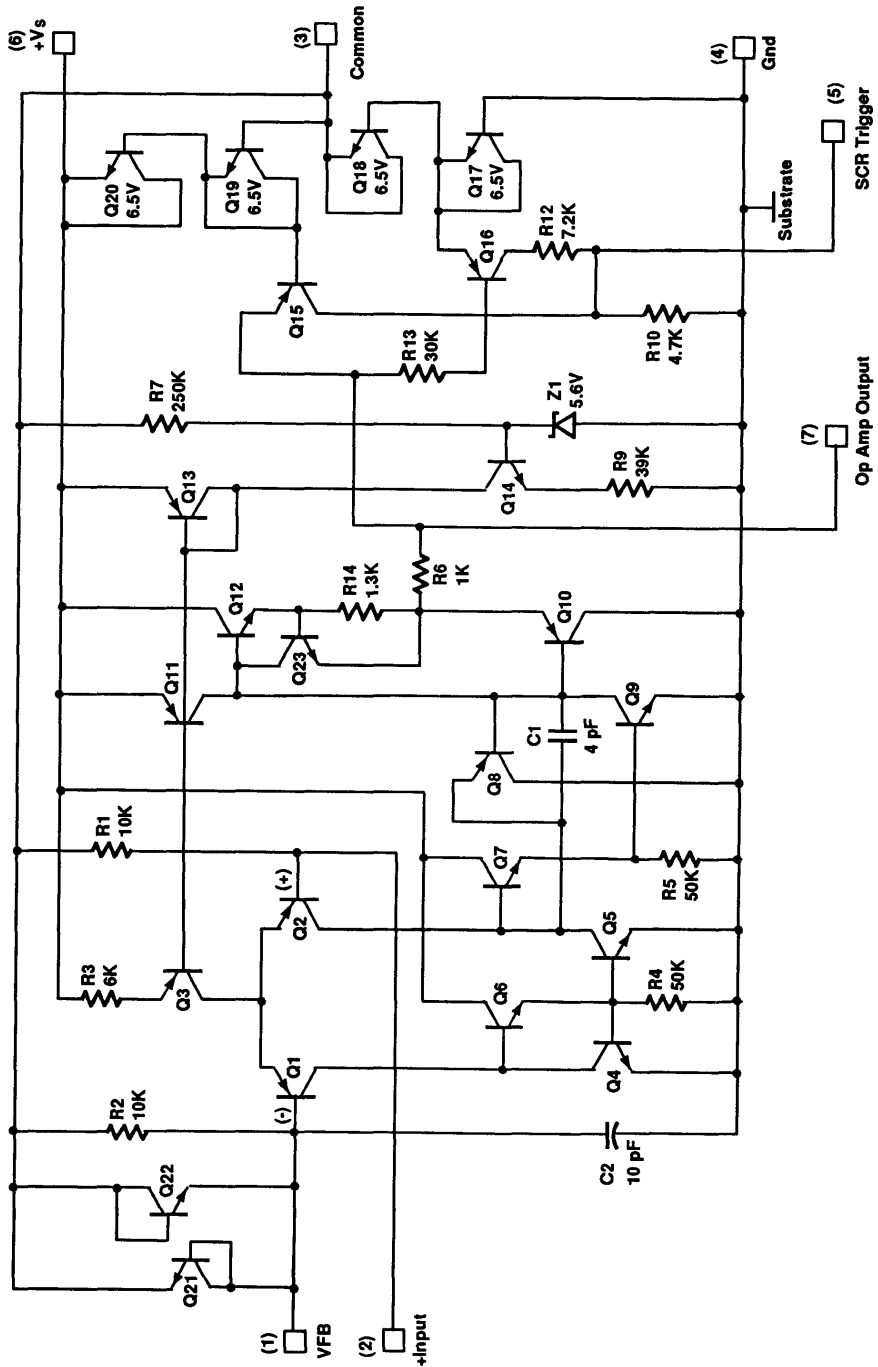 (6)
+Vs
(3)
Common
(4)
Gnd
(5)
SCR Trigger
Substrate
(7)
Op Amp Output
Q20
6.5V
Q19
6.5V
Q18
6.5V
Q17
6.5V
Q16
R12
7.2K
Q15
R13
30K
R10
4.7K
R7
250K
Z1
5.6V
Q13
Q14
R9
39K
Q12
R14
1.3K
Q23
R6
1K
Q10
Q11
C1
4 pF
Q9
Q8
R1
10K
(+)
Q2
Q7
R5
50K
Q5
R3
6K
Q3
Q6
R4
50K
Q1
(-)
Q4
R2
10K
C2
10 pF
Q22
Q21
(1)
VFB
(2)
+Input